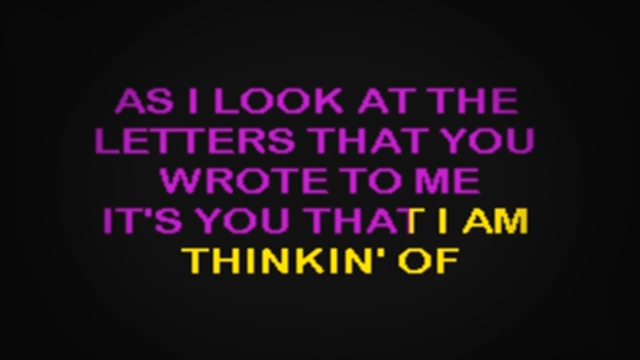 AS I LOOK AT THE
LETTERS THAT YOU
WROTE TO ME
IT'S YOU THAT I AM
THINKIN' OF